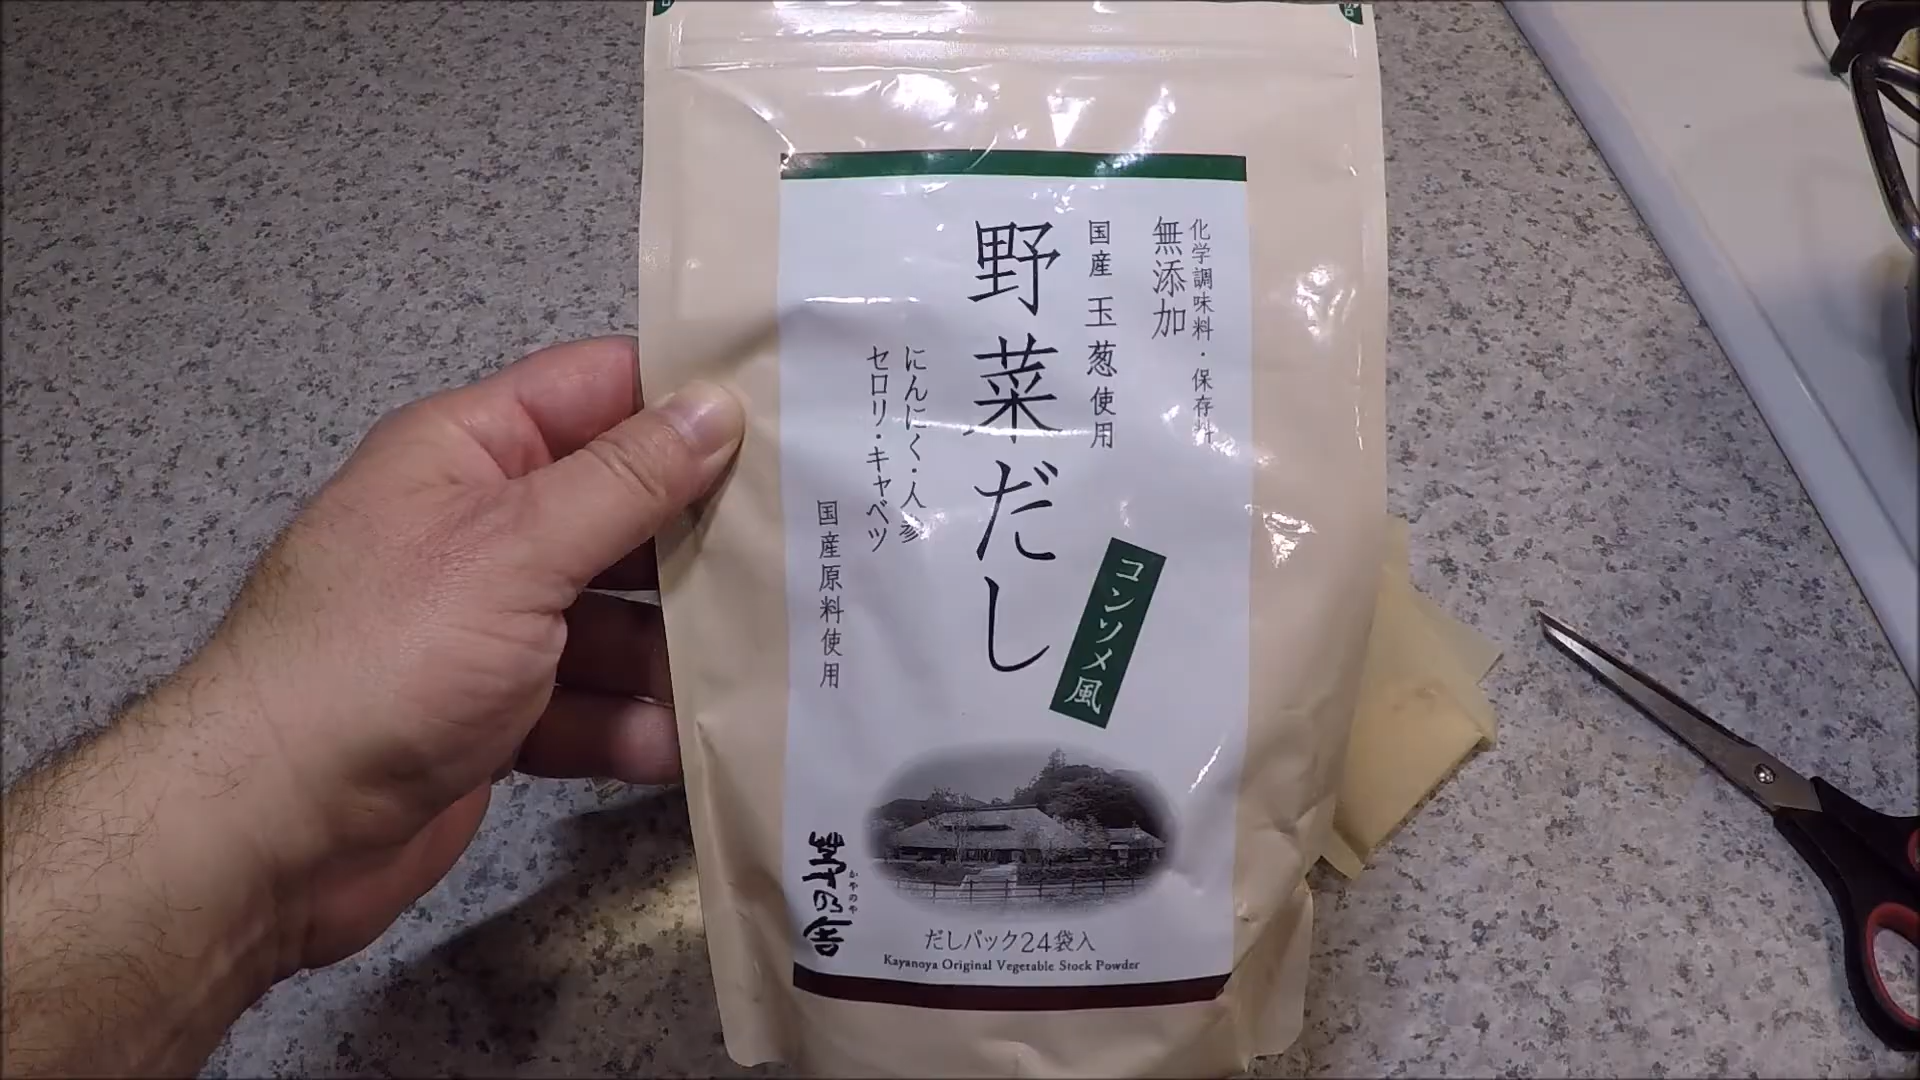 化学調味料・保存料
無添加
国産 玉葱使用
野菜だし
コンソメ風
にんにく・人参
セロリ・キャベツ
国産原料使用
茅乃舎
かやのや
だしパック24袋入
Kayanoya Original Vegetable Stock Powder